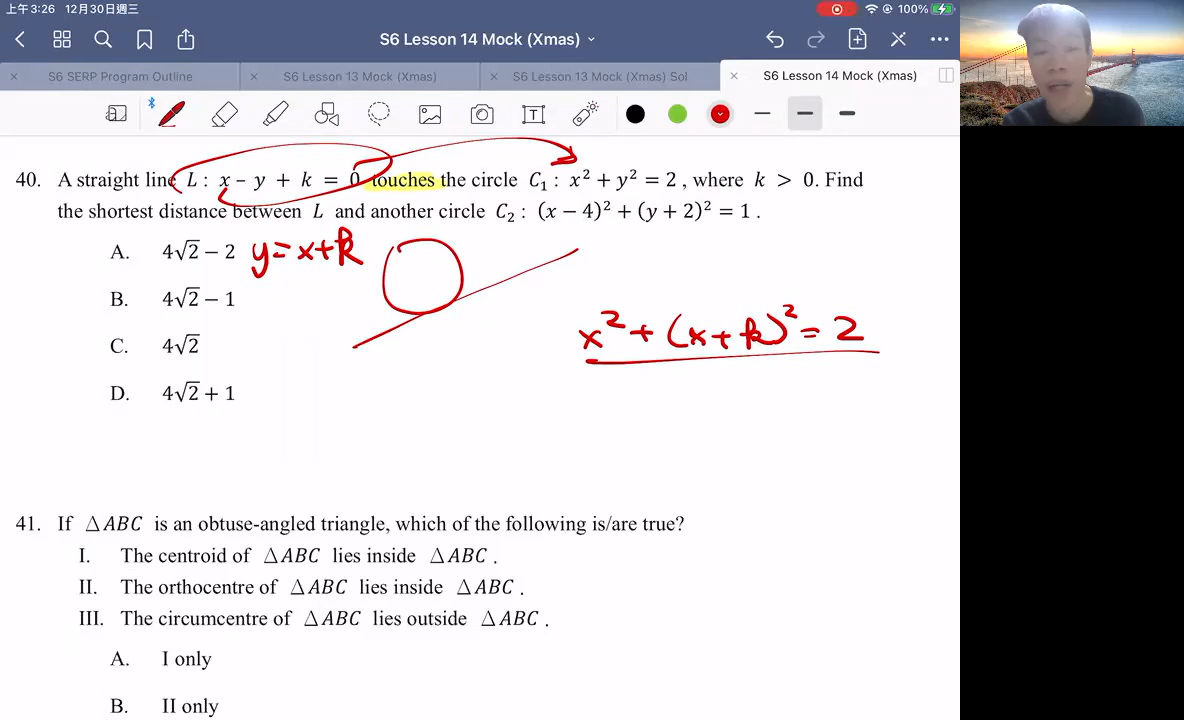 上午3:26 12月30日週三 100%
S6 Lesson 14 Mock (Xmas)
S6 SERP Program Outline S6 Lesson 13 Mock (Xmas) S6 Lesson 13 Mock (Xmas) Sol S6 Lesson 14 Mock (Xmas)
40. A straight line L : x − y + k = 0 touches the circle C₁ : x² + y² = 2 , where k > 0. Find
the shortest distance between L and another circle C₂ : (x − 4)² + (y + 2)² = 1 .
A. 4√2 − 2 y = x + k
B. 4√2 − 1
x² + (x + k)² = 2
C. 4√2
D. 4√2 + 1
41. If △ABC is an obtuse-angled triangle, which of the following is/are true?
I. The centroid of △ABC lies inside △ABC .
II. The orthocentre of △ABC lies inside △ABC .
III. The circumcentre of △ABC lies outside △ABC .
A. I only
B. II only